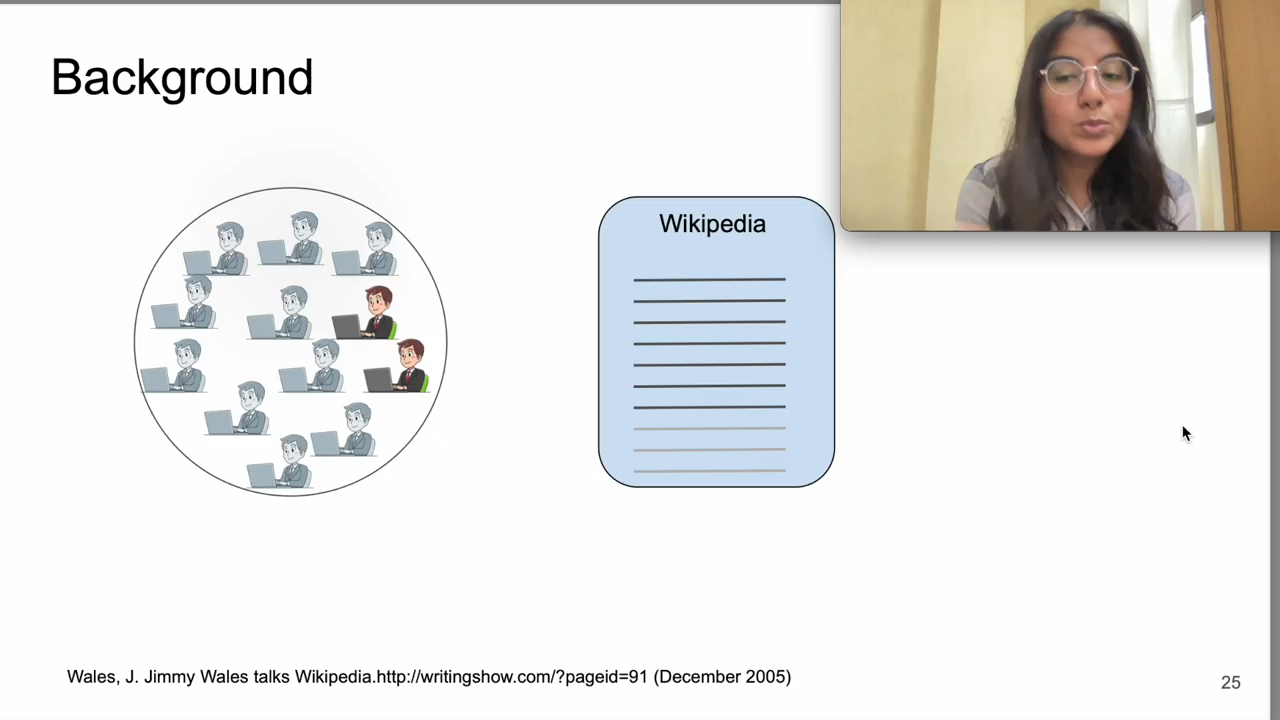 Background
Wikipedia
Wales, J. Jimmy Wales talks Wikipedia.http://writingshow.com/?pageid=91 (December 2005)
25